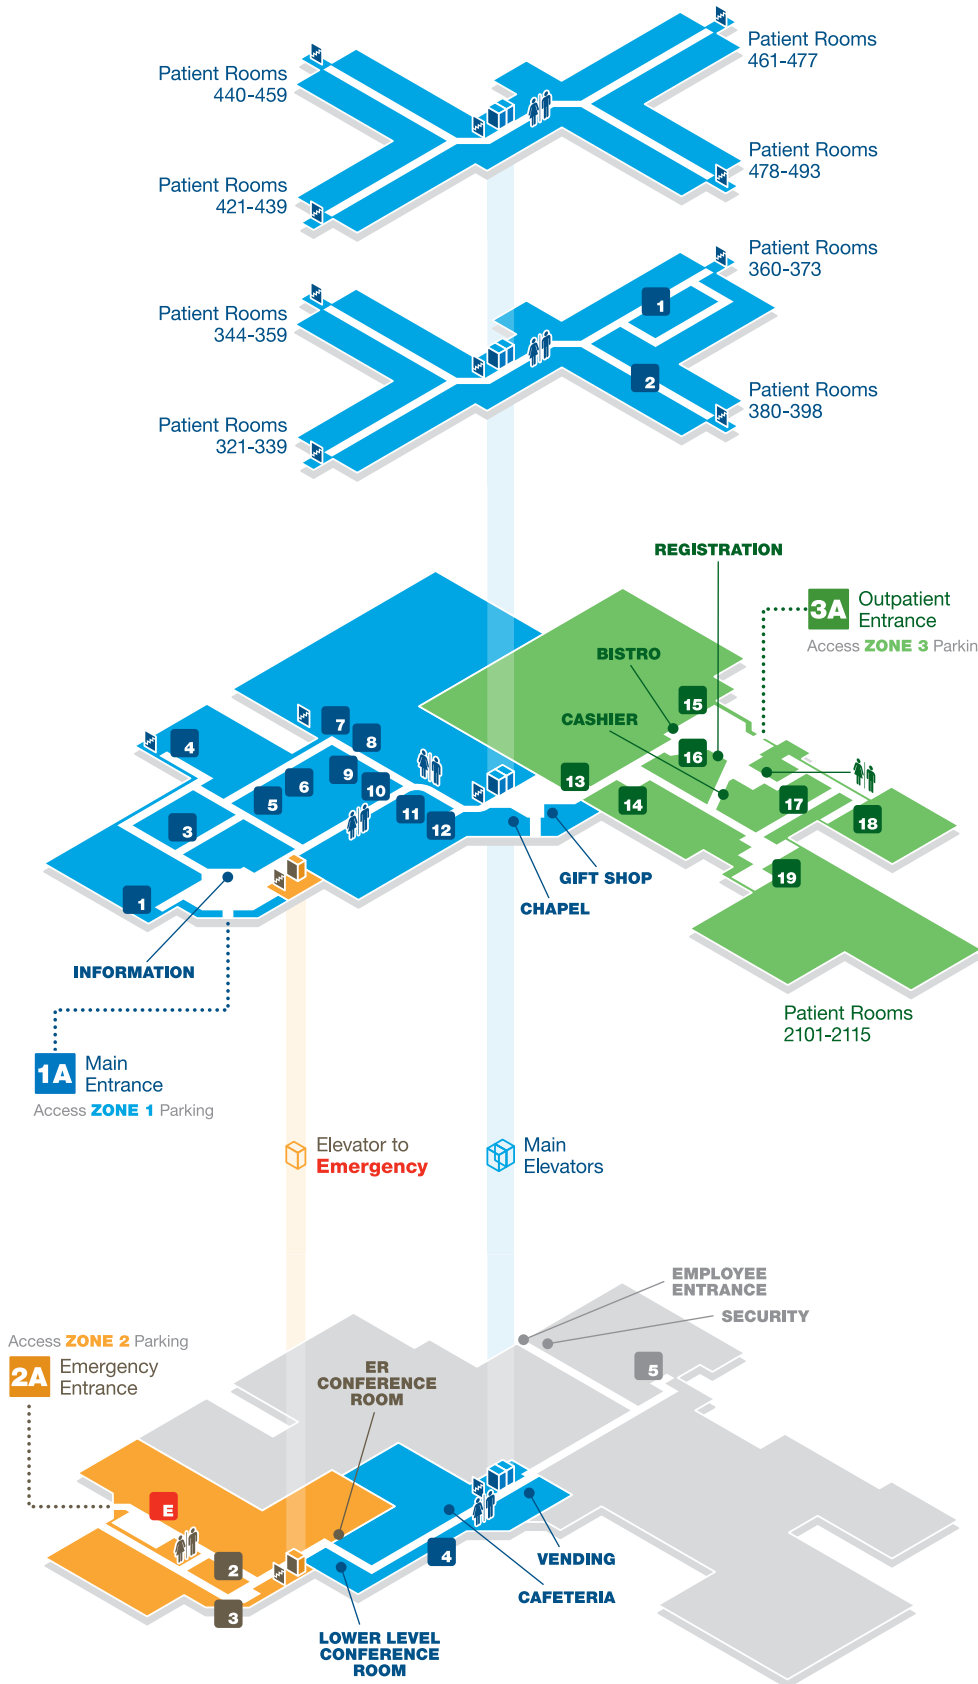 Patient Rooms
461-477
Patient Rooms
440-459
Patient Rooms
478-493
Patient Rooms
421-439
Patient Rooms
360-373
1
Patient Rooms
344-359
2
Patient Rooms
380-398
Patient Rooms
321-339
REGISTRATION
3A
Outpatient
Entrance
Access ZONE 3 Parkin
BISTRO
15
CASHIER
7
8
4
16
9
13
6
10
14
5
11
17
12
18
3
GIFT SHOP
19
1
CHAPEL
INFORMATION
Patient Rooms
2101-2115
1A
Main
Entrance
Access ZONE 1 Parking
Elevator to
Emergency
Main
Elevators
EMPLOYEE
ENTRANCE
SECURITY
Access ZONE 2 Parking
2A
Emergency
Entrance
ER
CONFERENCE
ROOM
5
E
4
VENDING
2
CAFETERIA
3
LOWER LEVEL
CONFERENCE
ROOM